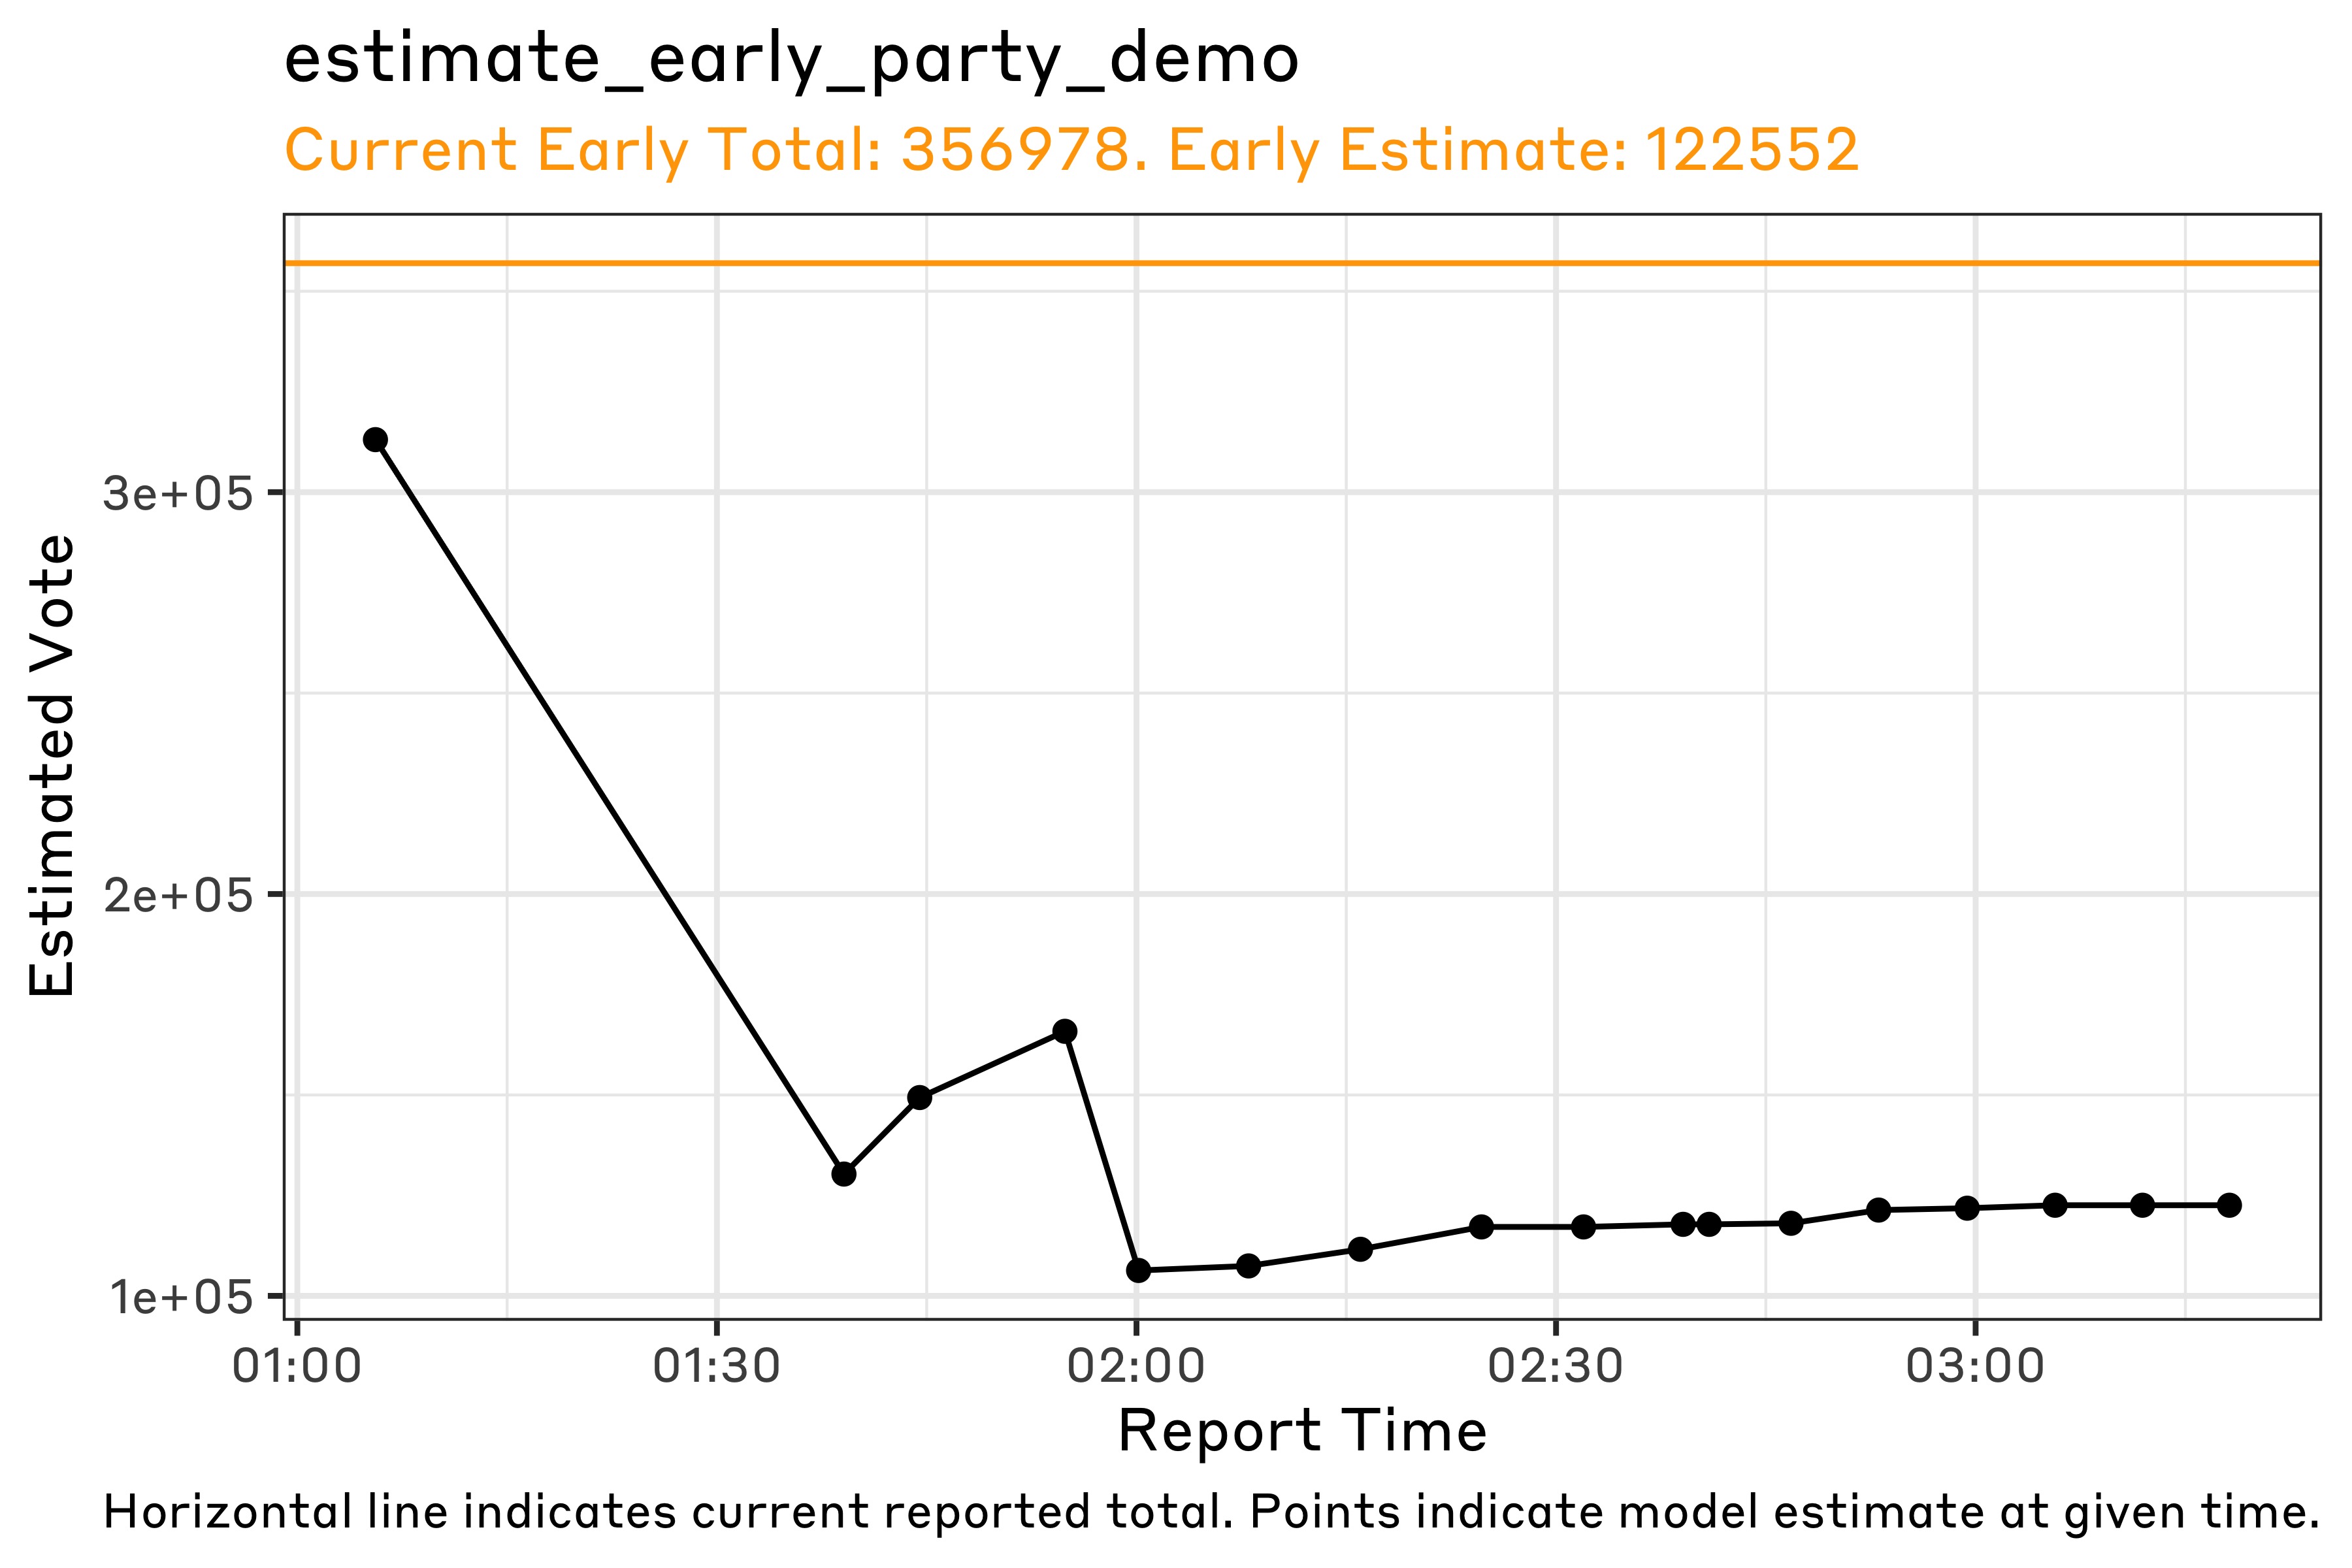 estimate_early_party_demo
Current Early Total: 356978. Early Estimate: 122552
Estimated Vote
3e+05
2e+05
1e+05
01:00 01:30 02:00 02:30 03:00
Report Time
Horizontal line indicates current reported total. Points indicate model estimate at given time.